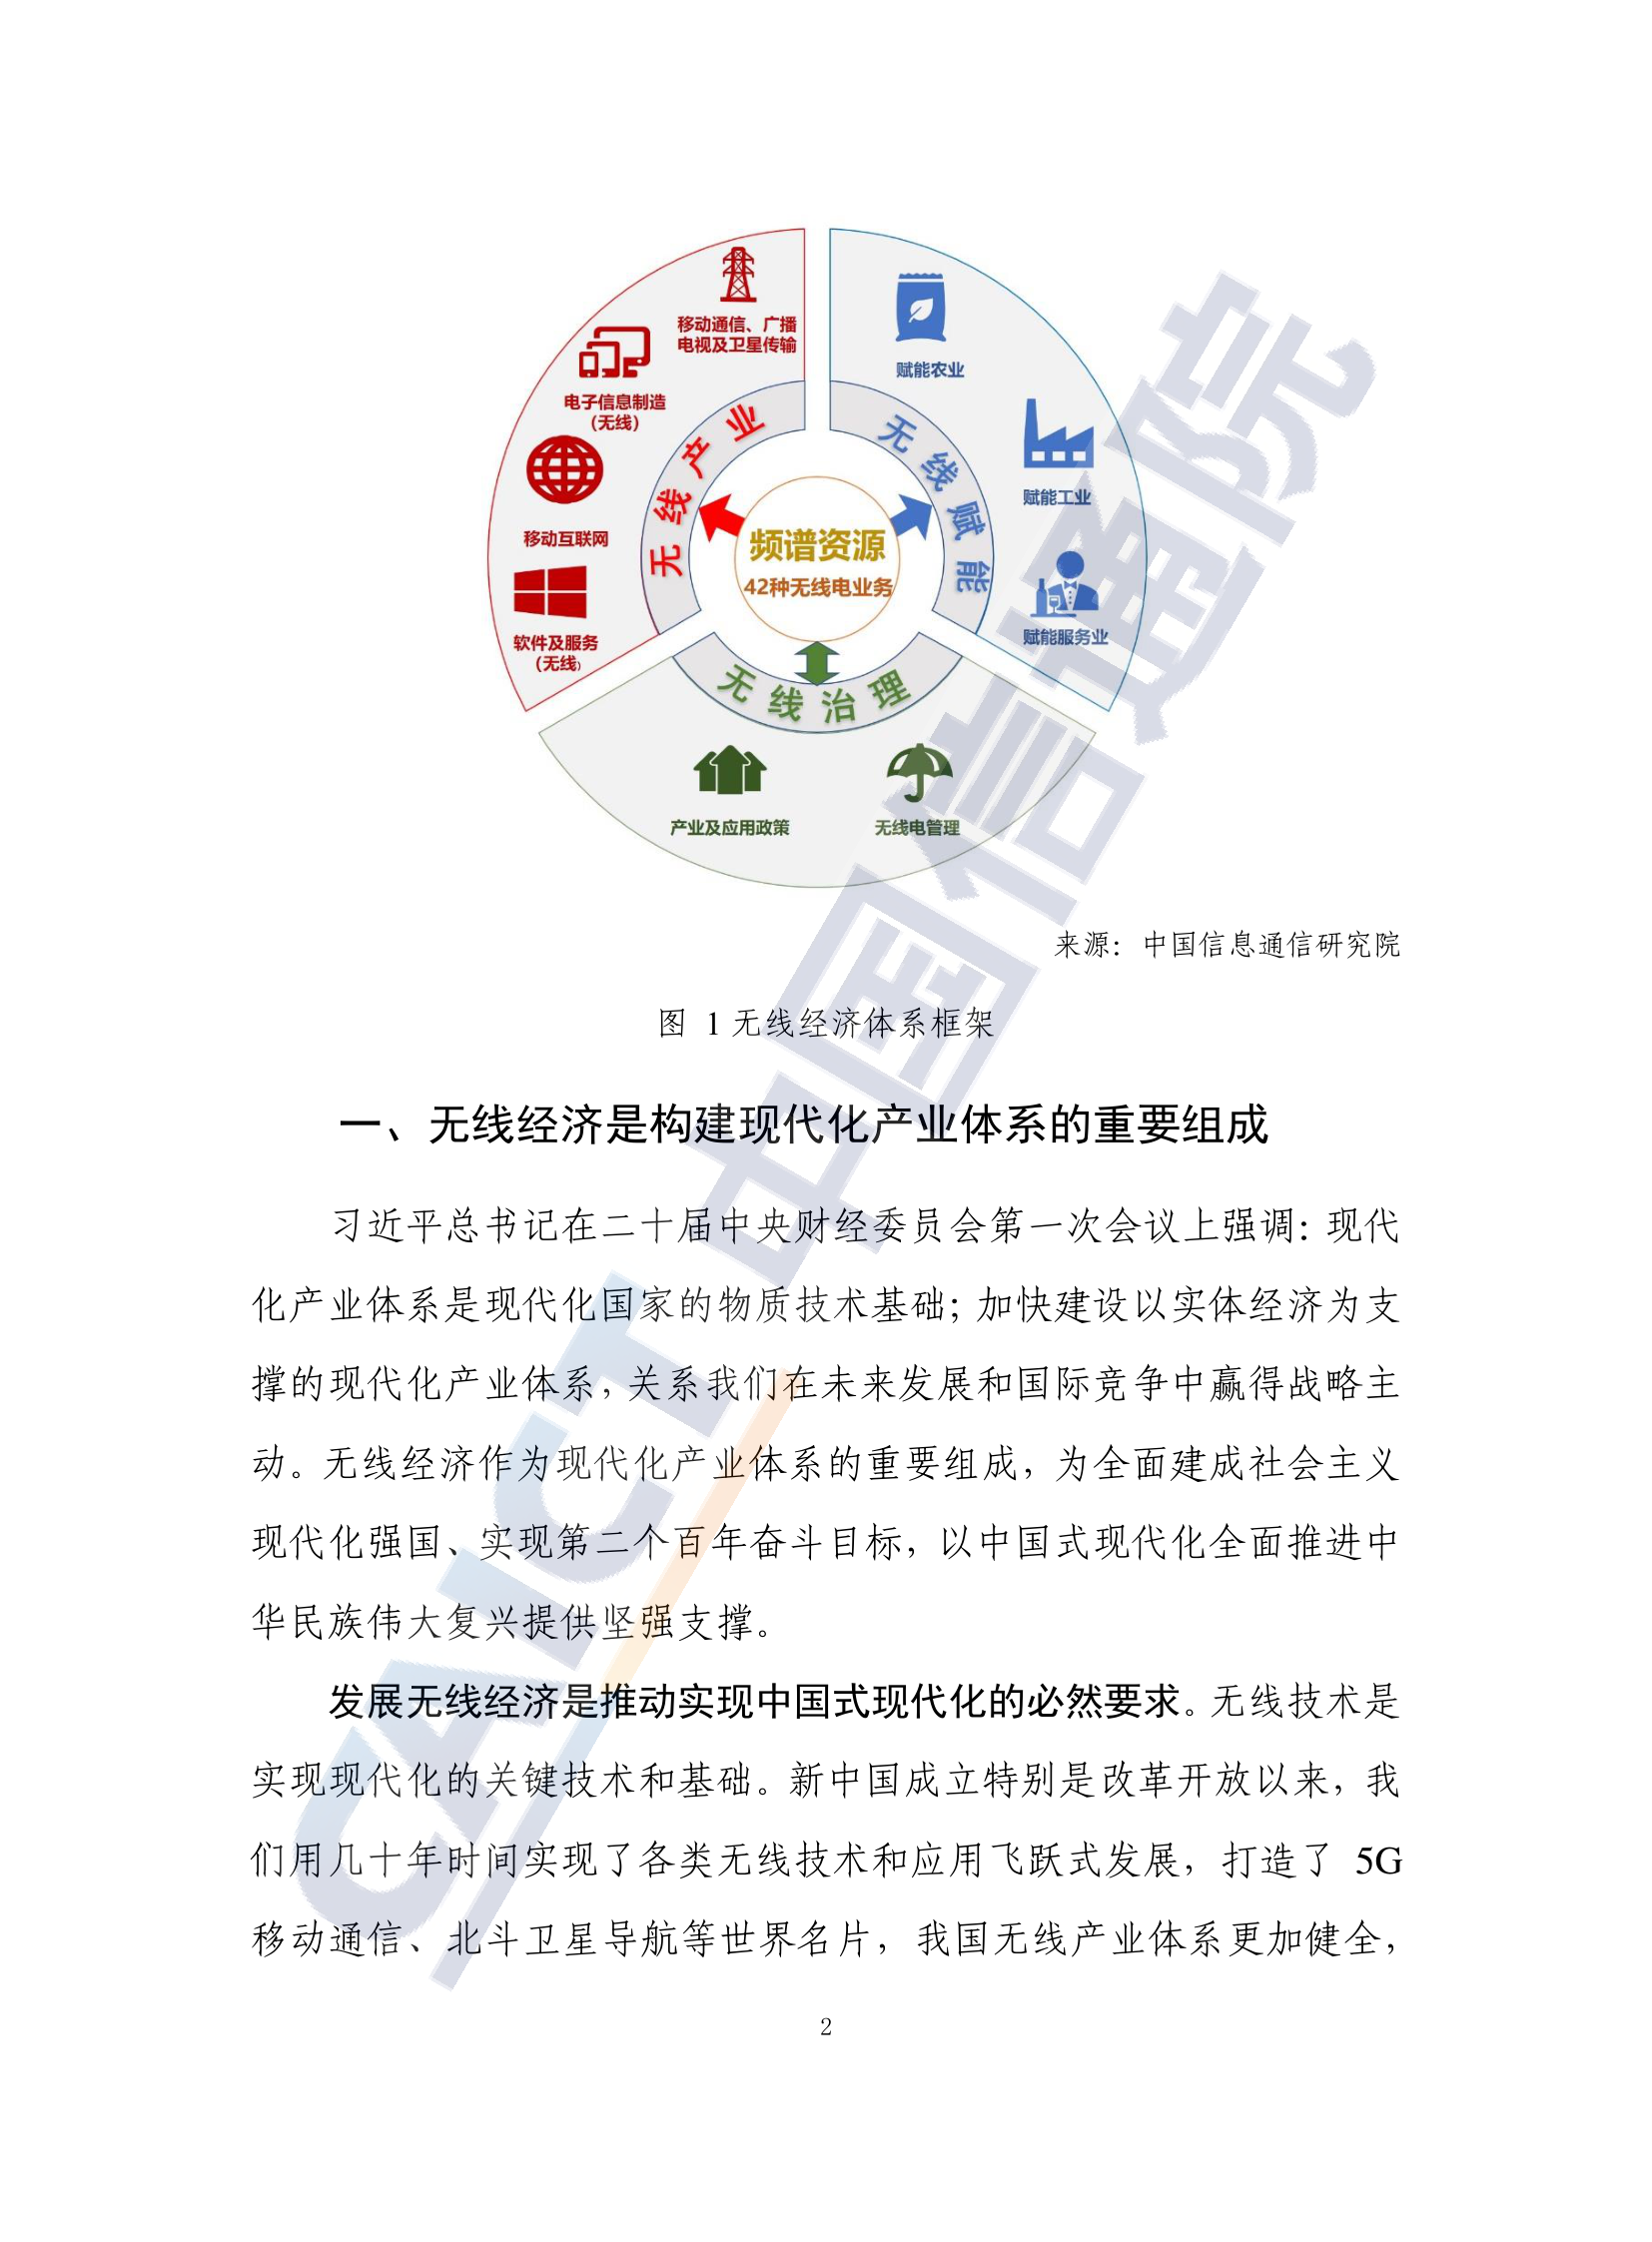 移动通信、广播
电视及卫星传输
电子信息制造
（无线）
移动互联网
软件及服务
（无线）
无线产业
赋能农业
赋能工业
赋能服务业
无线赋能
频谱资源
42种无线电业务
无线治理
产业及应用政策
无线电管理
来源：中国信息通信研究院
图 1 无线经济体系框架
一、无线经济是构建现代化产业体系的重要组成
习近平总书记在二十届中央财经委员会第一次会议上强调：现代
化产业体系是现代化国家的物质技术基础；加快建设以实体经济为支
撑的现代化产业体系，关系我们在未来发展和国际竞争中赢得战略主
动。无线经济作为现代化产业体系的重要组成，为全面建成社会主义
现代化强国、实现第二个百年奋斗目标，以中国式现代化全面推进中
华民族伟大复兴提供坚强支撑。
发展无线经济是推动实现中国式现代化的必然要求。无线技术是
实现现代化的关键技术和基础。新中国成立特别是改革开放以来，我
们用几十年时间实现了各类无线技术和应用飞跃式发展，打造了 5G
移动通信、北斗卫星导航等世界名片，我国无线产业体系更加健全，
2
CAICT 中国信通院